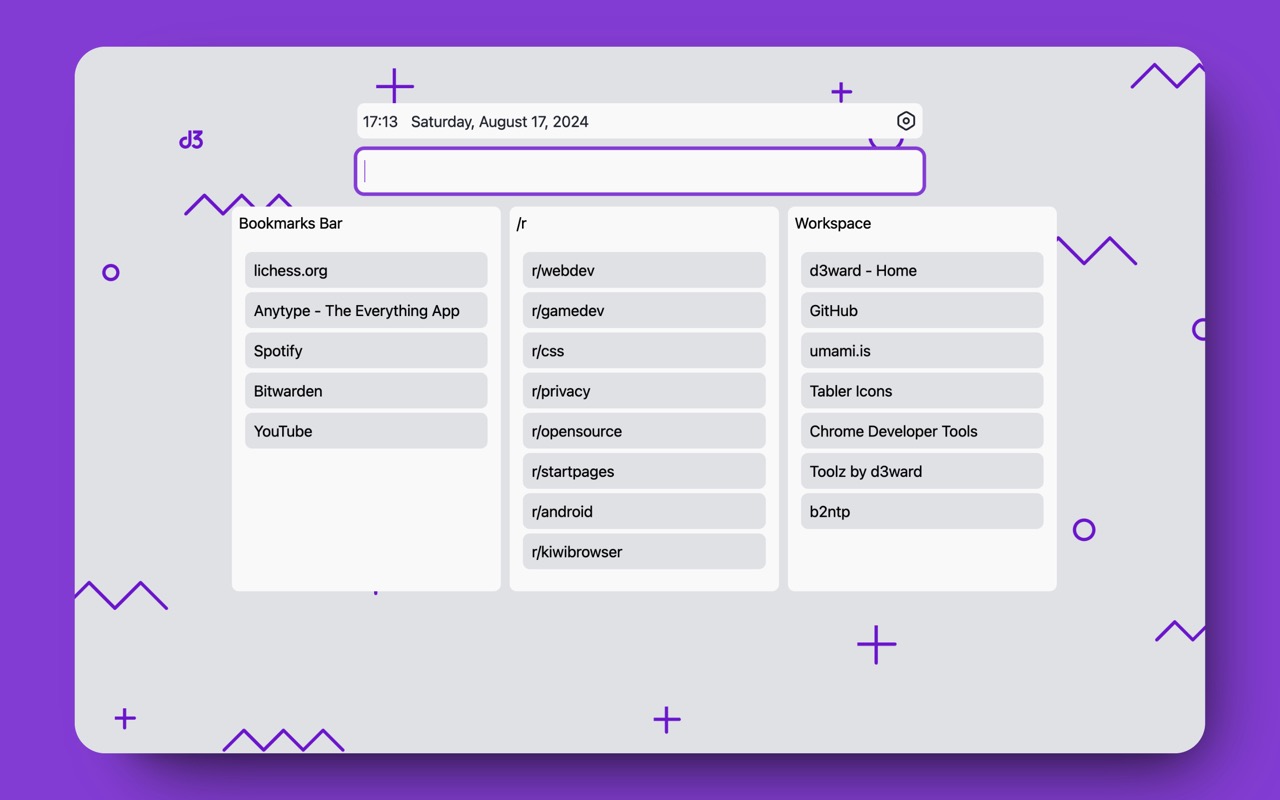 d3
17:13 Saturday, August 17, 2024
Bookmarks Bar
lichess.org
Anytype - The Everything App
Spotify
Bitwarden
YouTube
/r
r/webdev
r/gamedev
r/css
r/privacy
r/opensource
r/startpages
r/android
r/kiwibrowser
Workspace
d3ward - Home
GitHub
umami.is
Tabler Icons
Chrome Developer Tools
Toolz by d3ward
b2ntp